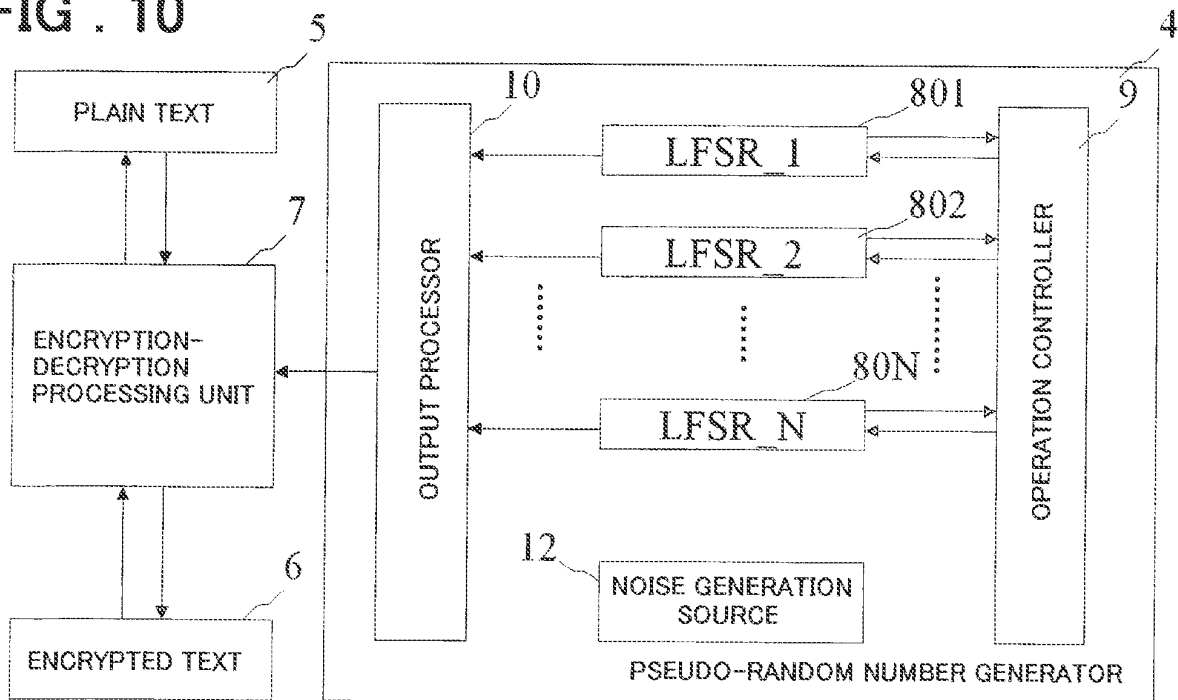 FIG . 10
5
PLAIN TEXT
7
ENCRYPTION-
DECRYPTION
PROCESSING UNIT
6
ENCRYPTED TEXT
4
10
OUTPUT PROCESSOR
801
LFSR_1
802
LFSR_2
80N
LFSR_N
9
OPERATION CONTROLLER
12
NOISE GENERATION
SOURCE
PSEUDO-RANDOM NUMBER GENERATOR